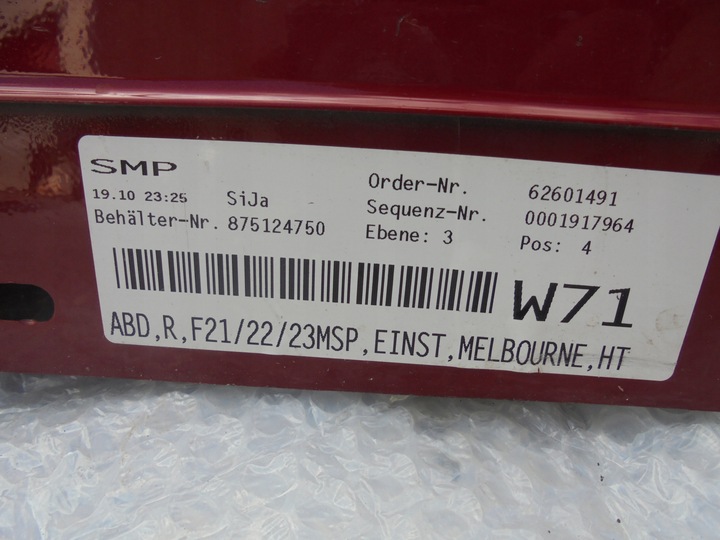 SMP
19.10 23:25 SiJa Order-Nr. 62601491
Behälter-Nr. 875124750 Sequenz-Nr. 0001917964
Ebene: 3 Pos: 4
W71
ABD,R,F21/22/23MSP,EINST,MELBOURNE,HT